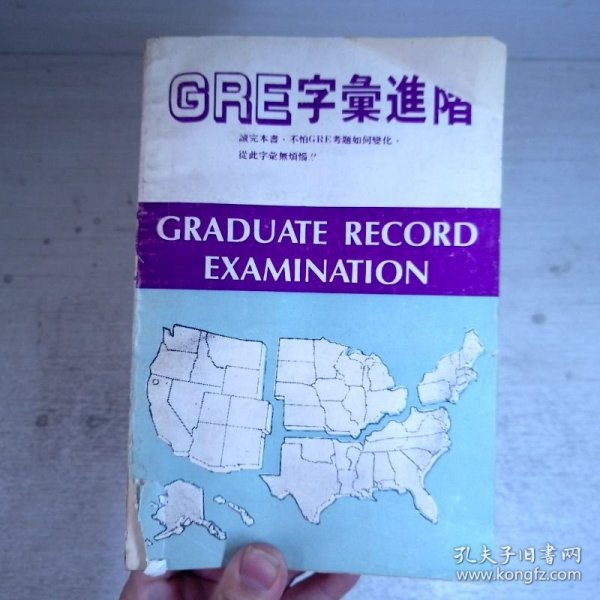 GRE字彙進階
讀完本書、不怕GRE考題如何變化，
從此字彙無煩惱!!
GRADUATE RECORD
EXAMINATION
孔夫子旧书网
www.kongfz.com